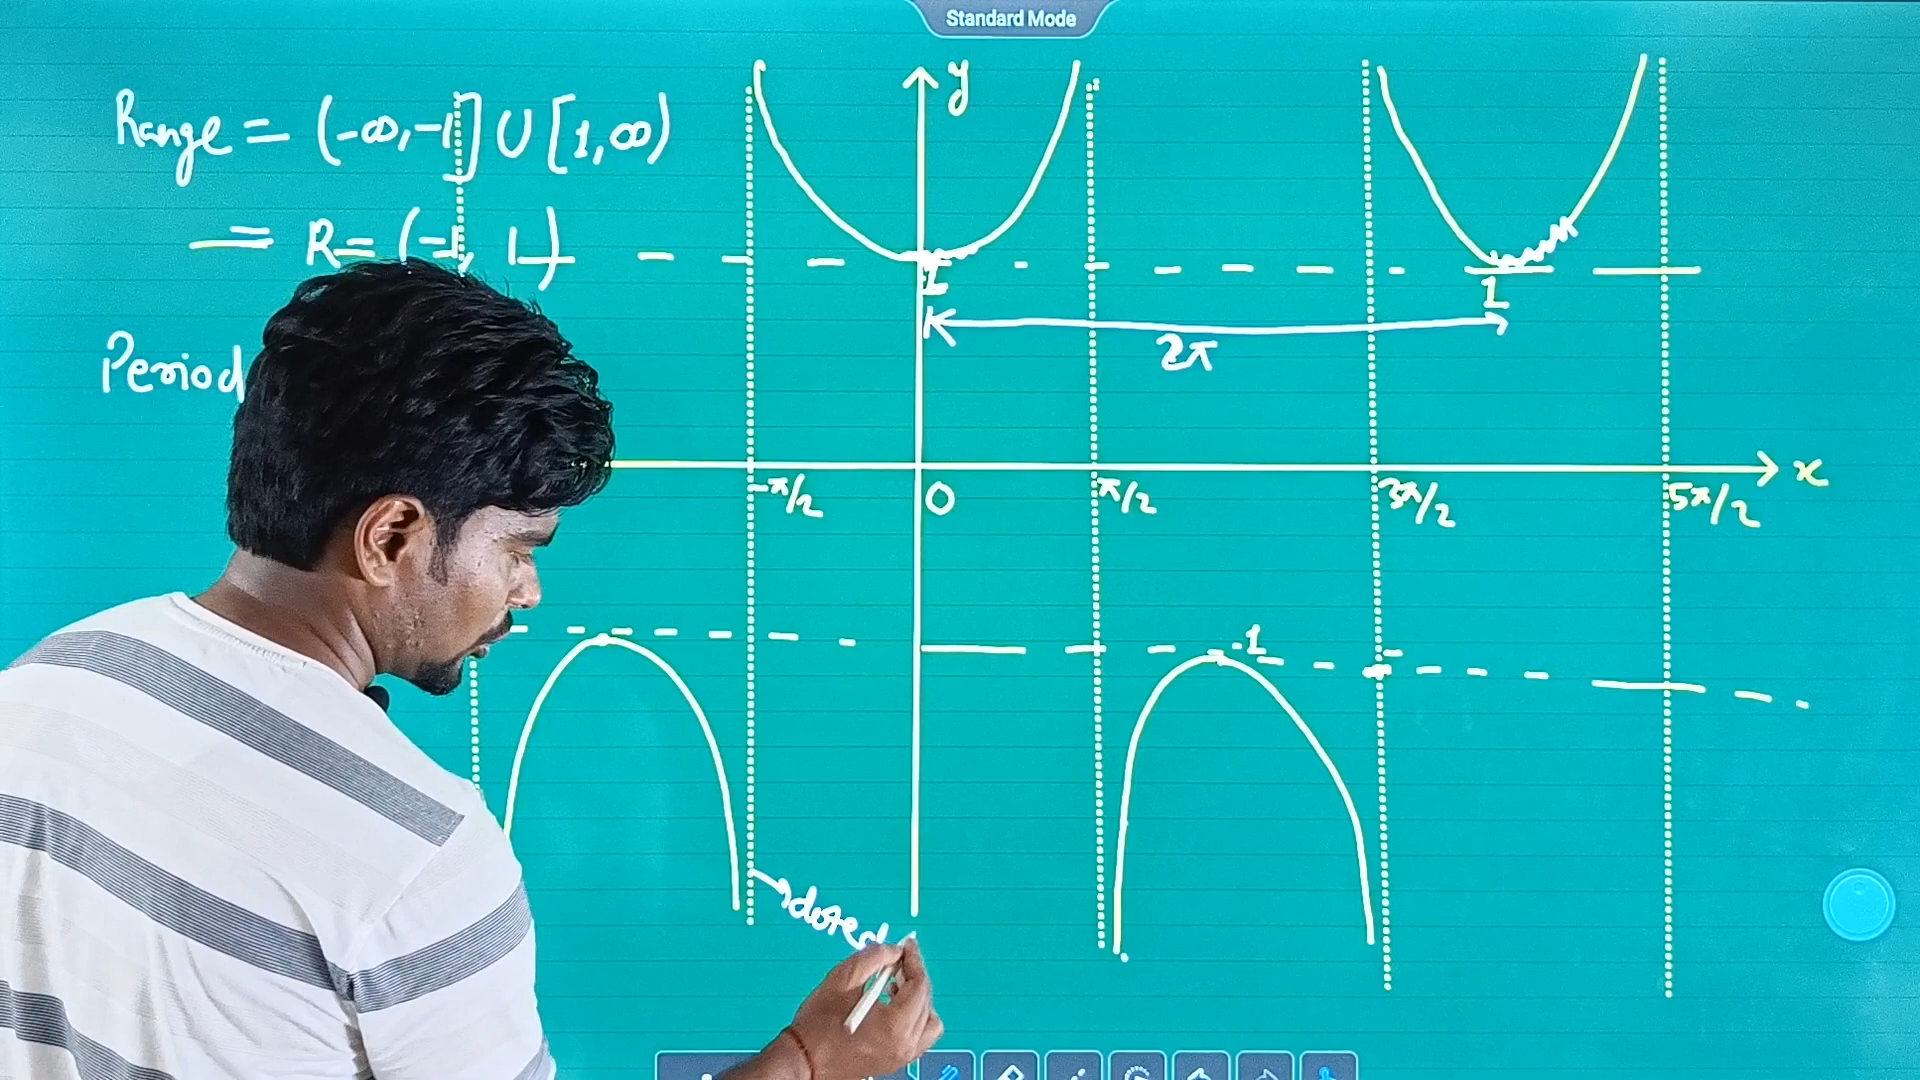 Standard Mode
Range = (-∞,-1] ∪ [1,∞)
= R = (-1, 1)
Period
y
1
1
2π
x
-π/2
0
π/2
3π/2
5π/2
-1